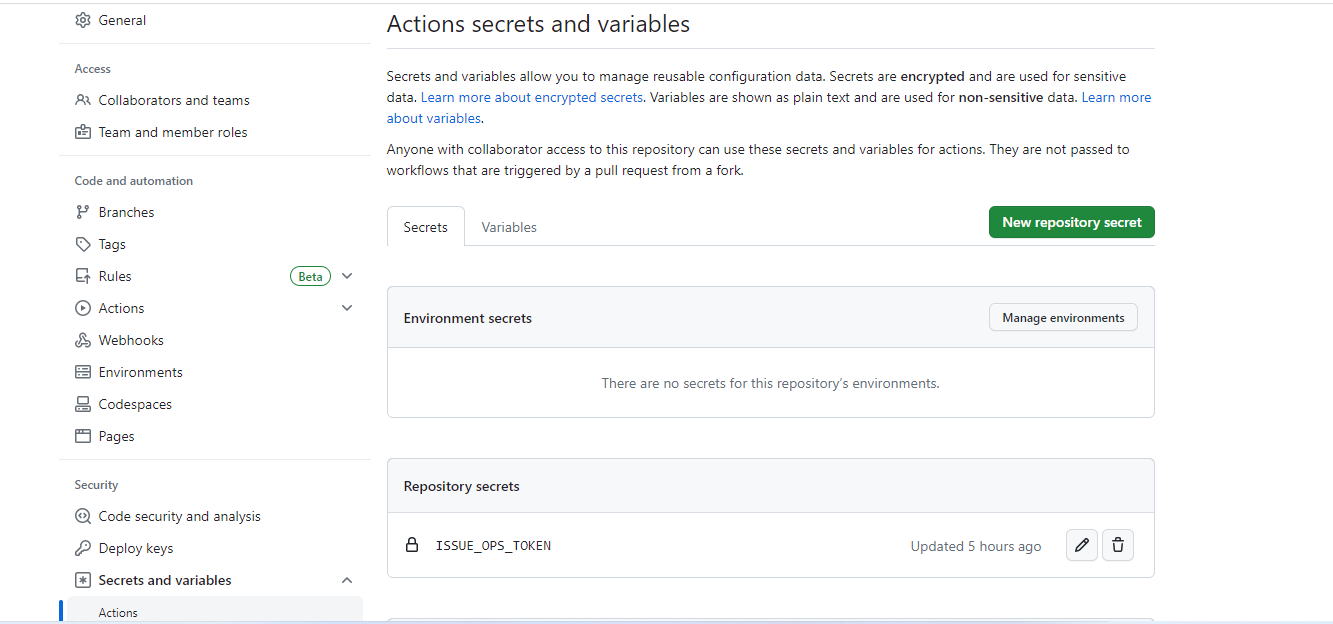 General
Access
Collaborators and teams
Team and member roles
Code and automation
Branches
Tags
Rules
Beta
Actions
Webhooks
Environments
Codespaces
Pages
Security
Code security and analysis
Deploy keys
Secrets and variables
Actions
Actions secrets and variables
Secrets and variables allow you to manage reusable configuration data. Secrets are encrypted and are used for sensitive
data. Learn more about encrypted secrets. Variables are shown as plain text and are used for non-sensitive data. Learn more
about variables.
Anyone with collaborator access to this repository can use these secrets and variables for actions. They are not passed to
workflows that are triggered by a pull request from a fork.
Secrets
Variables
New repository secret
Environment secrets
Manage environments
There are no secrets for this repository’s environments.
Repository secrets
ISSUE_OPS_TOKEN
Updated 5 hours ago